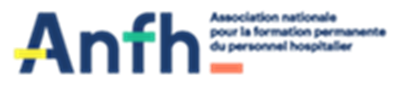 Anfh
Association nationale
pour la formation permanente
du personnel hospitalier